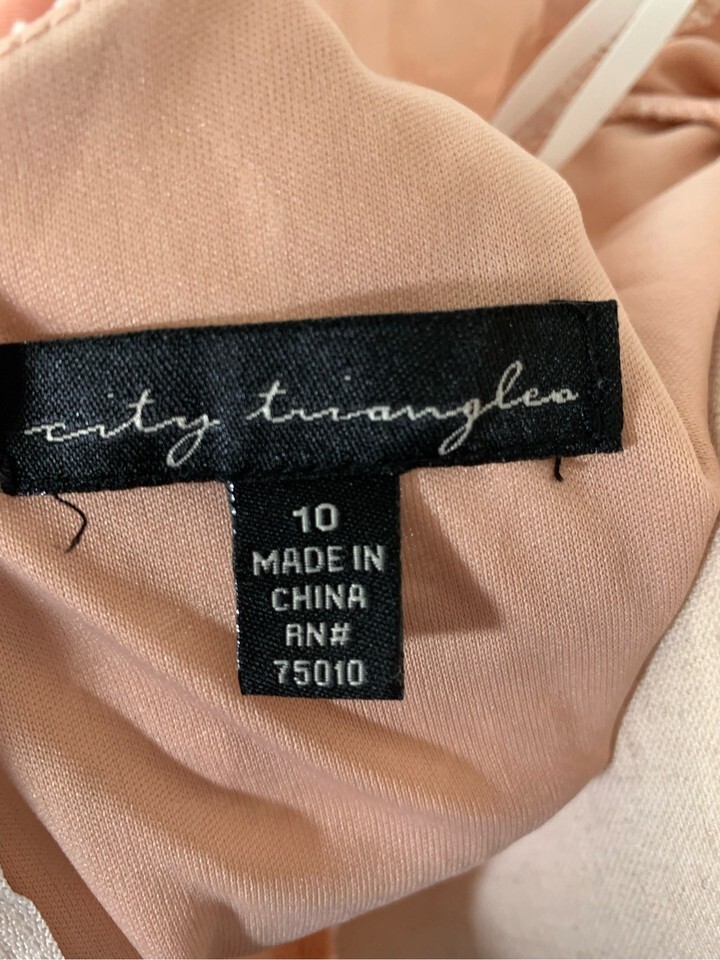 city triangles
10
MADE IN
CHINA
RN#
75010